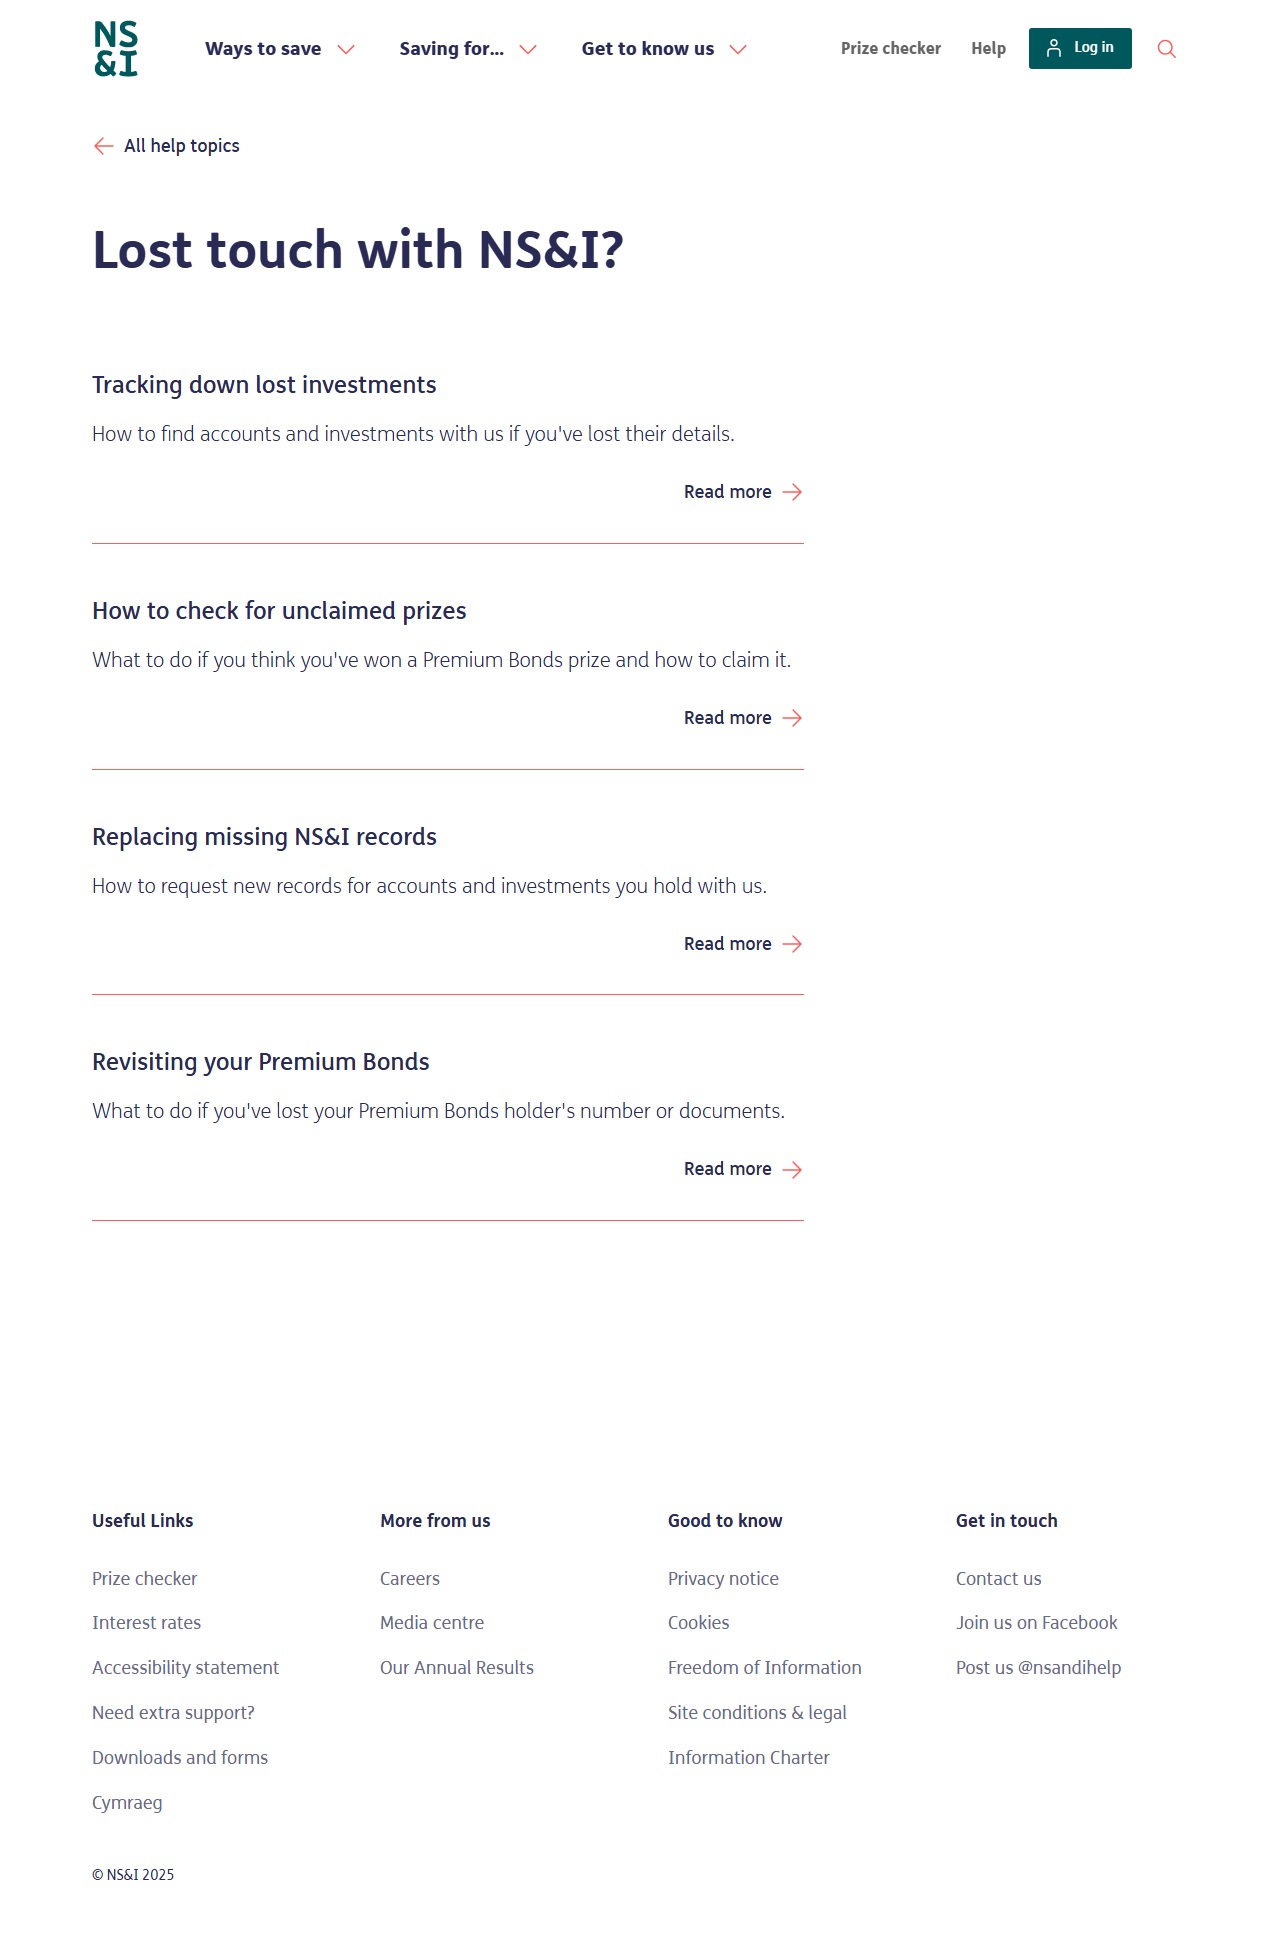 NS
&I
Ways to save
Saving for...
Get to know us
Prize checker
Help
Log in
All help topics
Lost touch with NS&I?
Tracking down lost investments
How to find accounts and investments with us if you've lost their details.
Read more
How to check for unclaimed prizes
What to do if you think you've won a Premium Bonds prize and how to claim it.
Read more
Replacing missing NS&I records
How to request new records for accounts and investments you hold with us.
Read more
Revisiting your Premium Bonds
What to do if you've lost your Premium Bonds holder's number or documents.
Read more
Useful Links
Prize checker
Interest rates
Accessibility statement
Need extra support?
Downloads and forms
Cymraeg
More from us
Careers
Media centre
Our Annual Results
Good to know
Privacy notice
Cookies
Freedom of Information
Site conditions & legal
Information Charter
Get in touch
Contact us
Join us on Facebook
Post us @nsandihelp
© NS&I 2025